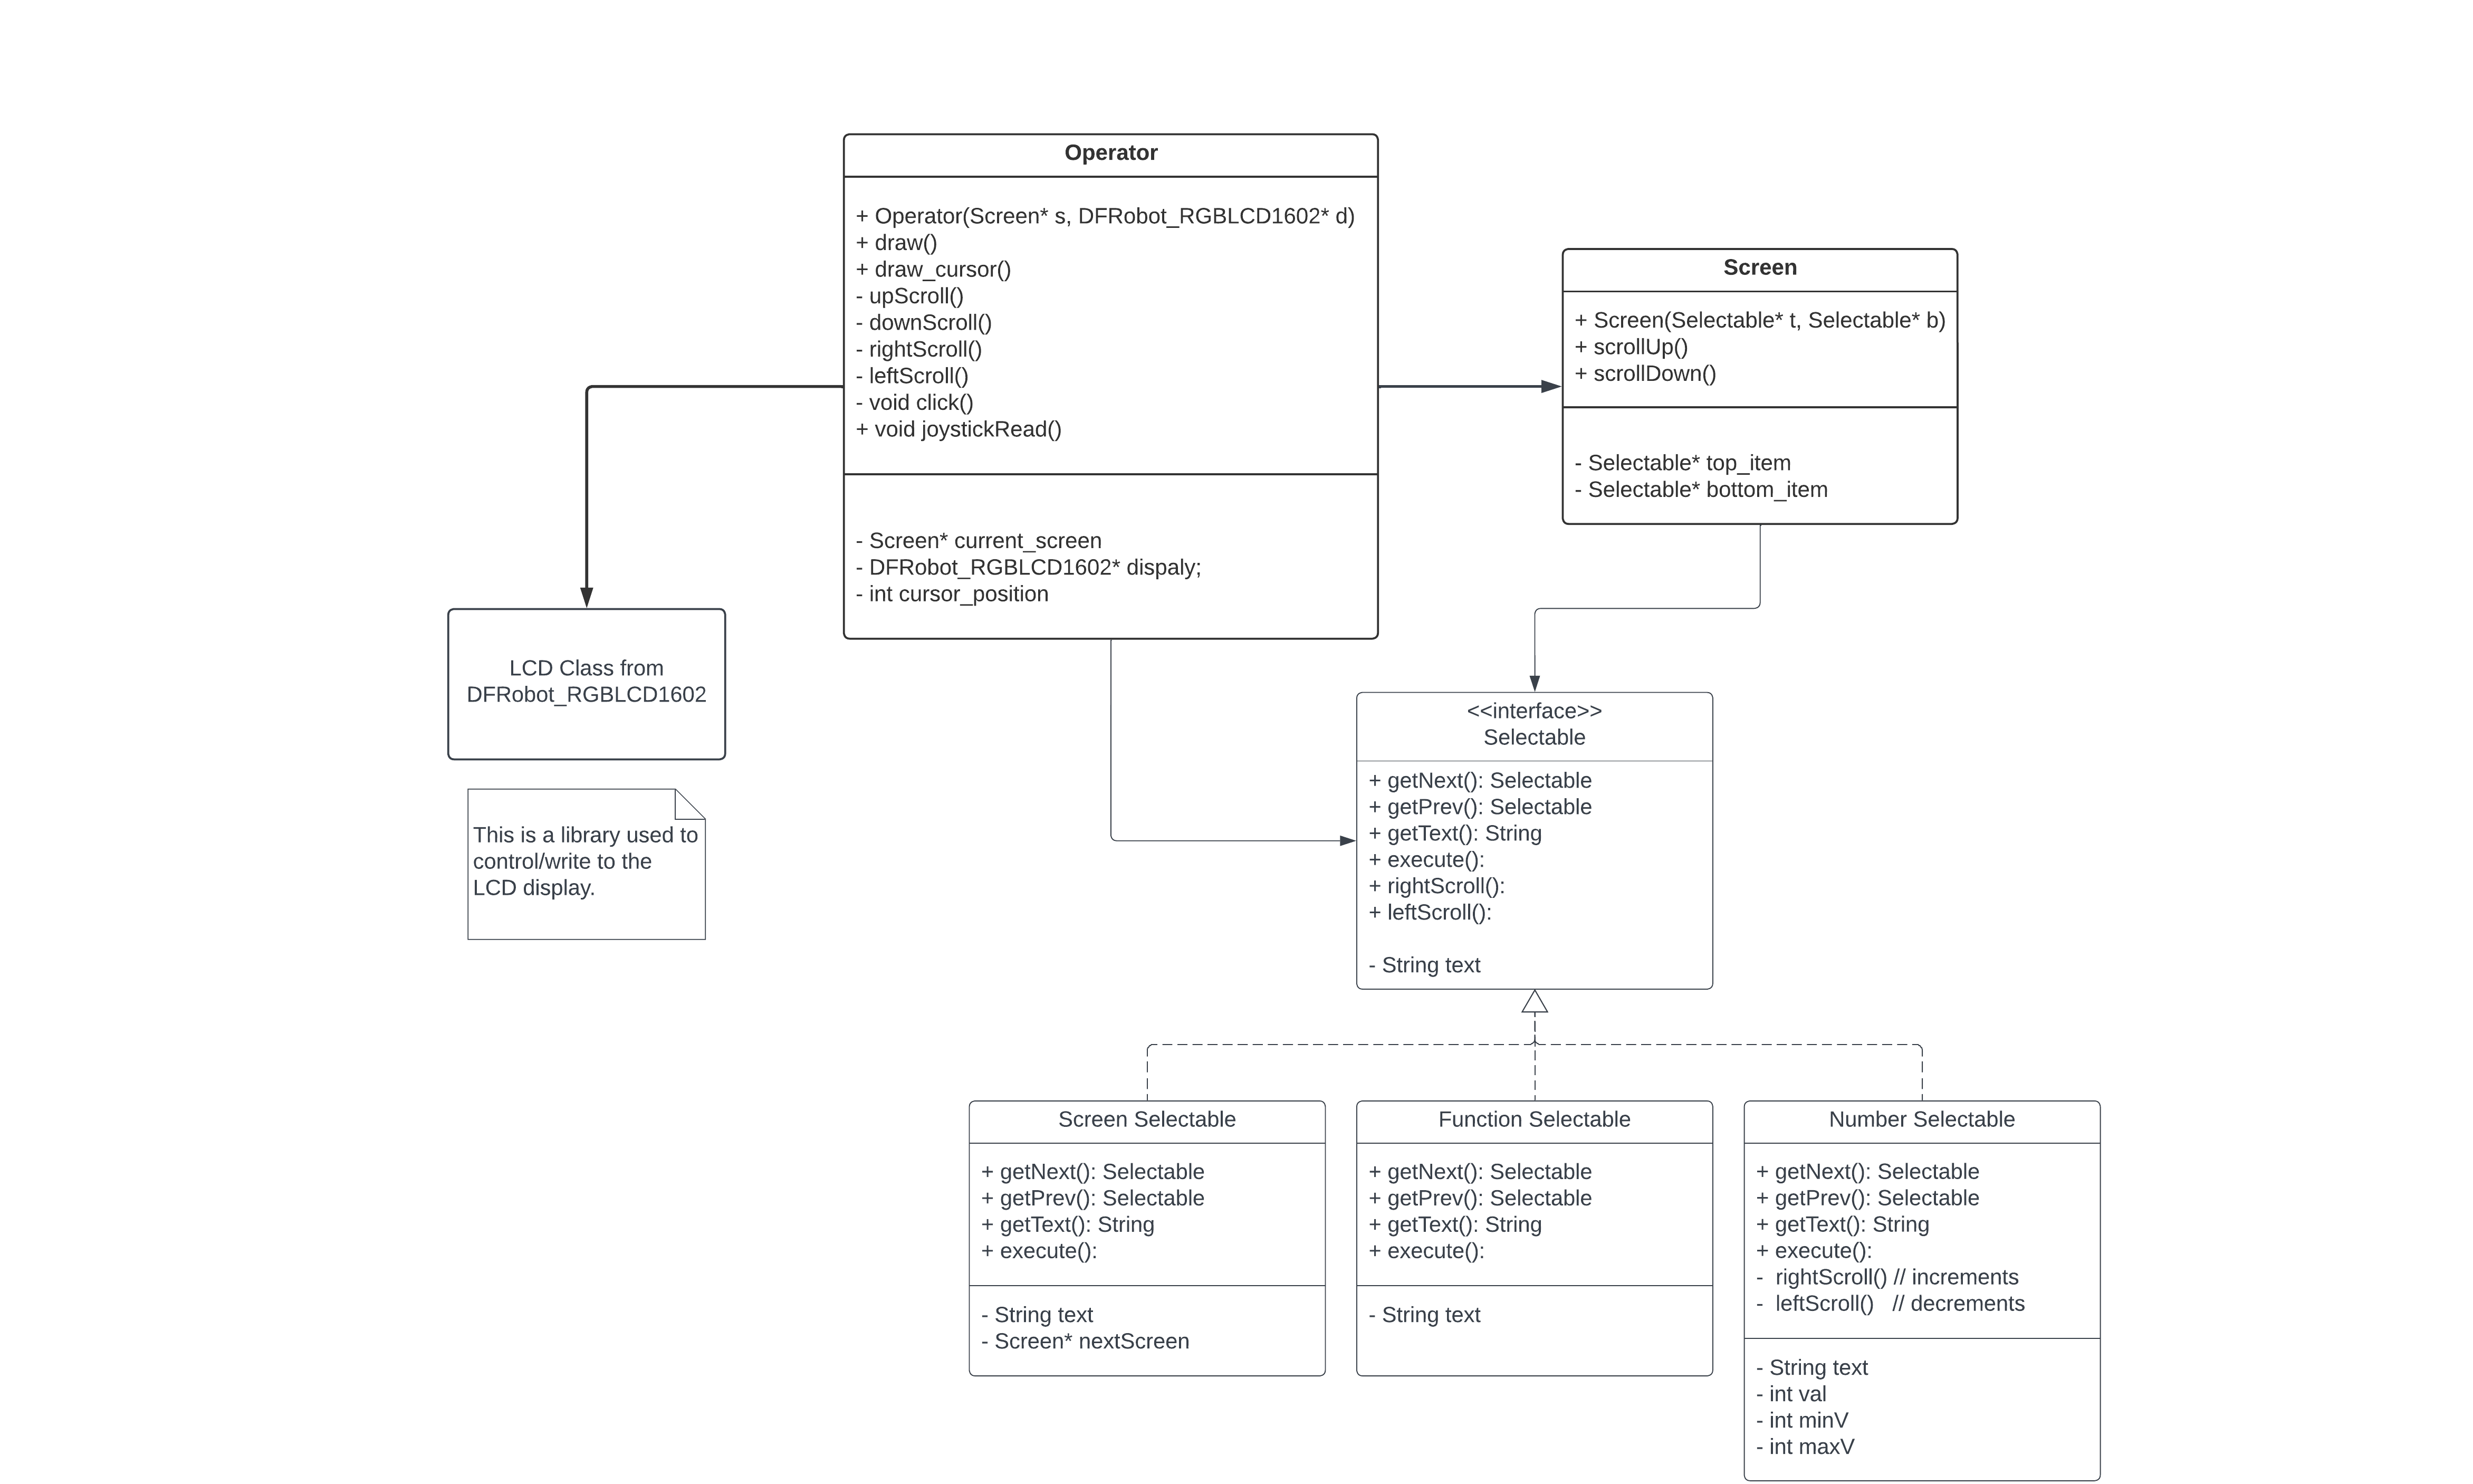 Operator
+ Operator(Screen* s, DFRobot_RGBLCD1602* d)
+ draw()
+ draw_cursor()
- upScroll()
- downScroll()
- rightScroll()
- leftScroll()
- void click()
+ void joystickRead()
- Screen* current_screen
- DFRobot_RGBLCD1602* dispaly;
- int cursor_position
Screen
+ Screen(Selectable* t, Selectable* b)
+ scrollUp()
+ scrollDown()
- Selectable* top_item
- Selectable* bottom_item
LCD Class from
DFRobot_RGBLCD1602
This is a library used to
control/write to the
LCD display.
<<interface>>
Selectable
+ getNext(): Selectable
+ getPrev(): Selectable
+ getText(): String
+ execute():
+ rightScroll():
+ leftScroll():
- String text
Screen Selectable
+ getNext(): Selectable
+ getPrev(): Selectable
+ getText(): String
+ execute():
- String text
- Screen* nextScreen
Function Selectable
+ getNext(): Selectable
+ getPrev(): Selectable
+ getText(): String
+ execute():
- String text
Number Selectable
+ getNext(): Selectable
+ getPrev(): Selectable
+ getText(): String
+ execute():
-  rightScroll() // increments
-  leftScroll()   // decrements
- String text
- int val
- int minV
- int maxV